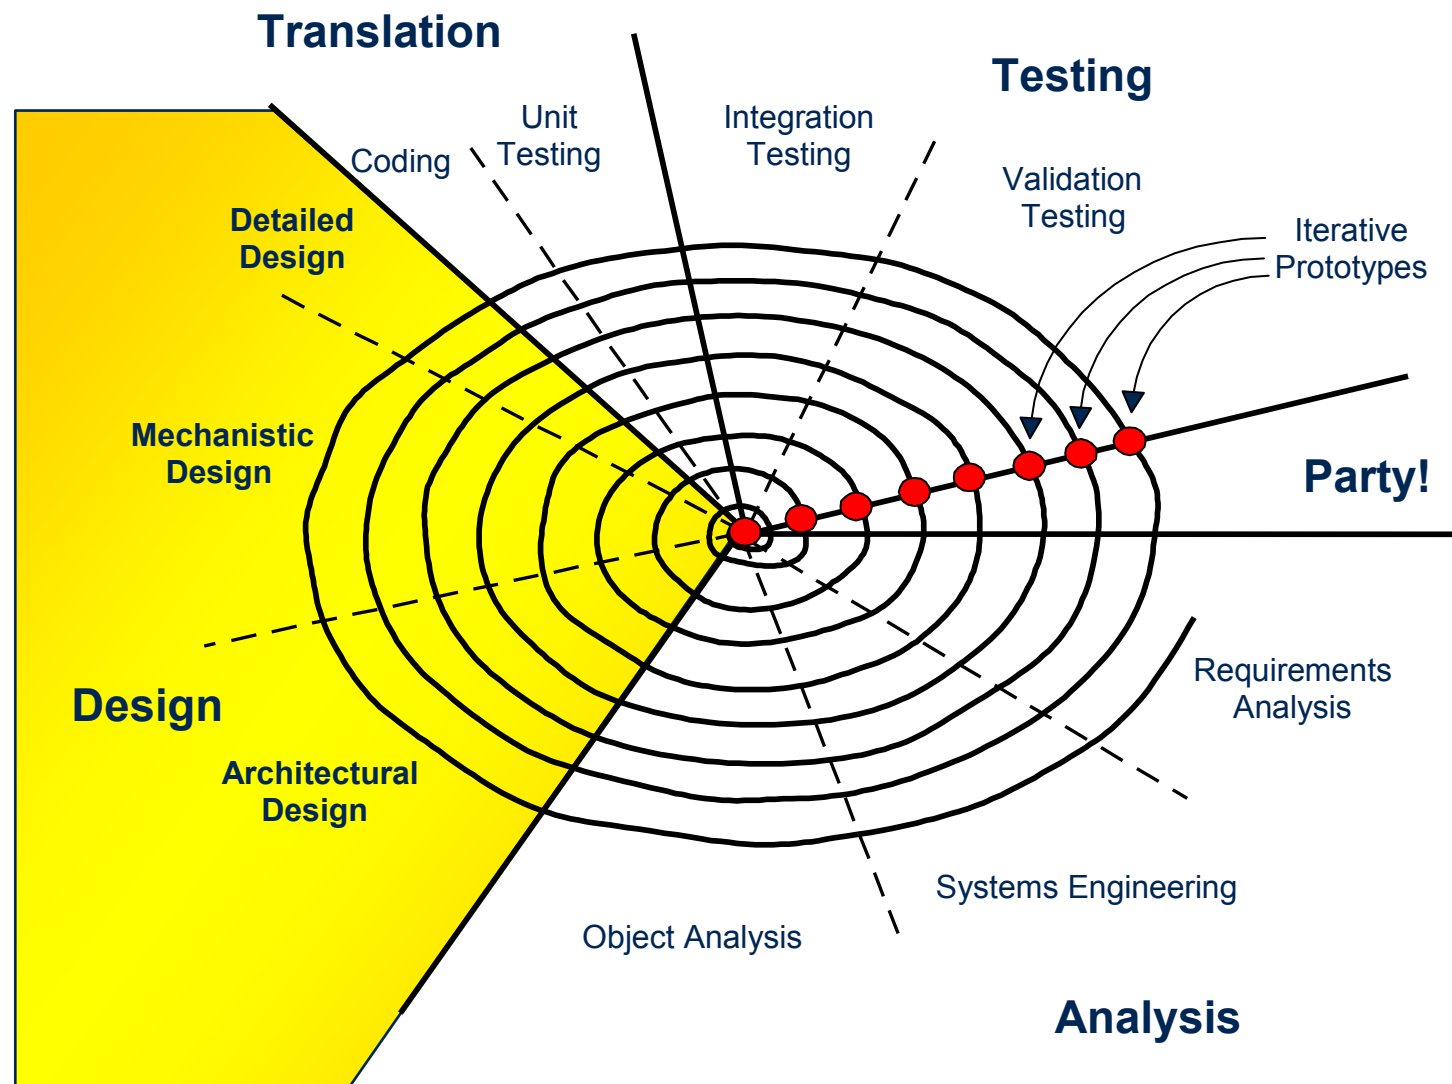 Translation
Testing
Unit
Testing
Integration
Testing
Coding
Validation
Testing
Detailed
Design
Iterative
Prototypes
Mechanistic
Design
Party!
Requirements
Analysis
Design
Architectural
Design
Systems Engineering
Object Analysis
Analysis